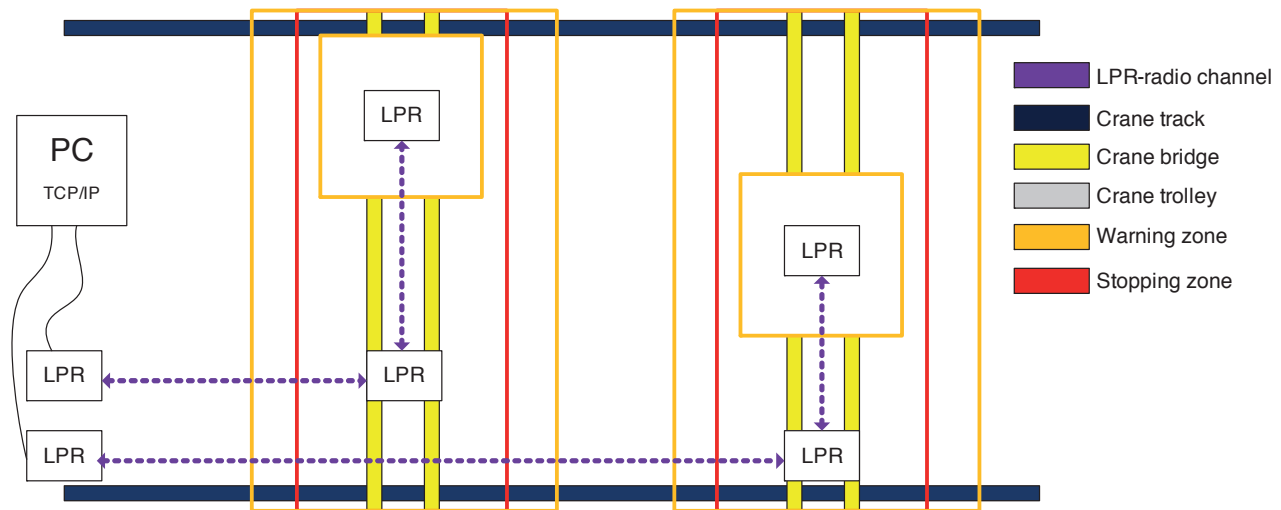 LPR
PC
TCP/IP
LPR
LPR
LPR
LPR
LPR
LPR-radio channel
Crane track
Crane bridge
Crane trolley
Warning zone
Stopping zone